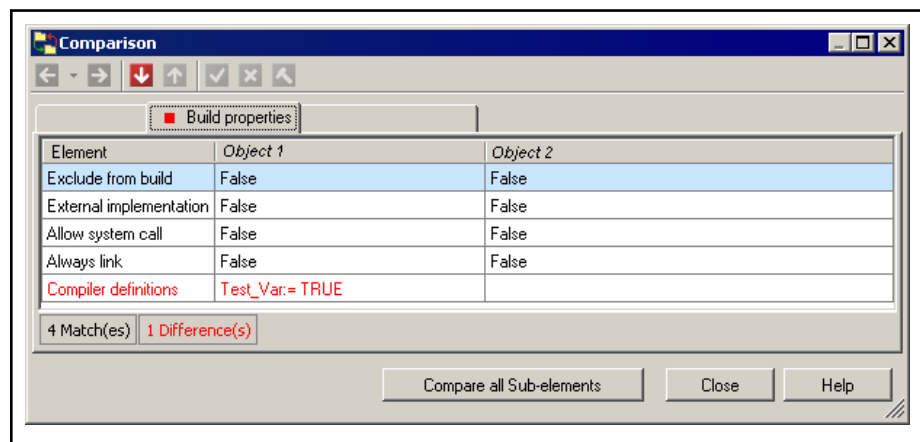 Comparison
Build properties
Element Object 1 Object 2
Exclude from build False False
External implementation False False
Allow system call False False
Always link False False
Compiler definitions Test_Var:= TRUE
4 Match(es) 1 Difference(s)
Compare all Sub-elements Close Help